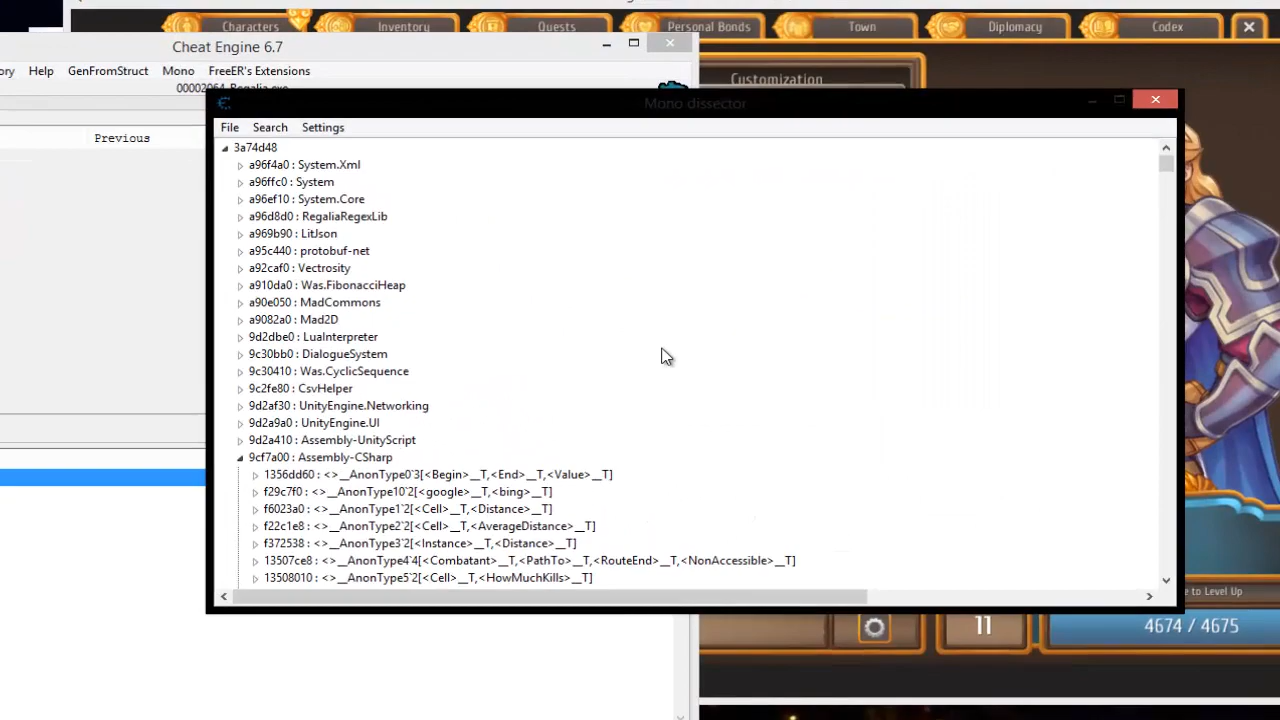 Characters Inventory Quests Personal Bonds Town Diplomacy Codex
Cheat Engine 6.7
Help GenFromStruct Mono FreeER's Extensions
Customization
Previous
Mono dissector
File Search Settings
3a74d48
a96f4a0 : System.Xml
a96ffc0 : System
a96ef10 : System.Core
a96d8d0 : RegaliaRegexLib
a969b90 : LitJson
a95c440 : protobuf-net
a92caf0 : Vectrosity
a910da0 : Was.FibonacciHeap
a90e050 : MadCommons
a9082a0 : Mad2D
9d2dbe0 : LuaInterpreter
9c30bb0 : DialogueSystem
9c30410 : Was.CyclicSequence
9c2fe80 : CsvHelper
9d2af30 : UnityEngine.Networking
9d2a9a0 : UnityEngine.UI
9d2a410 : Assembly-UnityScript
9cf7a00 : Assembly-CSharp
1356dd60 : <>__AnonType0`3[<Begin>__T,<End>__T,<Value>__T]
f29c7f0 : <>__AnonType10`2[<google>__T,<bing>__T]
f6023a0 : <>__AnonType1`2[<Cell>__T,<Distance>__T]
f22c1e8 : <>__AnonType2`2[<Cell>__T,<AverageDistance>__T]
f372538 : <>__AnonType3`2[<Instance>__T,<Distance>__T]
13507ce8 : <>__AnonType4`4[<Combatant>__T,<PathTo>__T,<RouteEnd>__T,<NonAccessible>__T]
13508010 : <>__AnonType5`2[<Cell>__T,<HowMuchKills>__T]
to Level Up
11
4674 / 4675